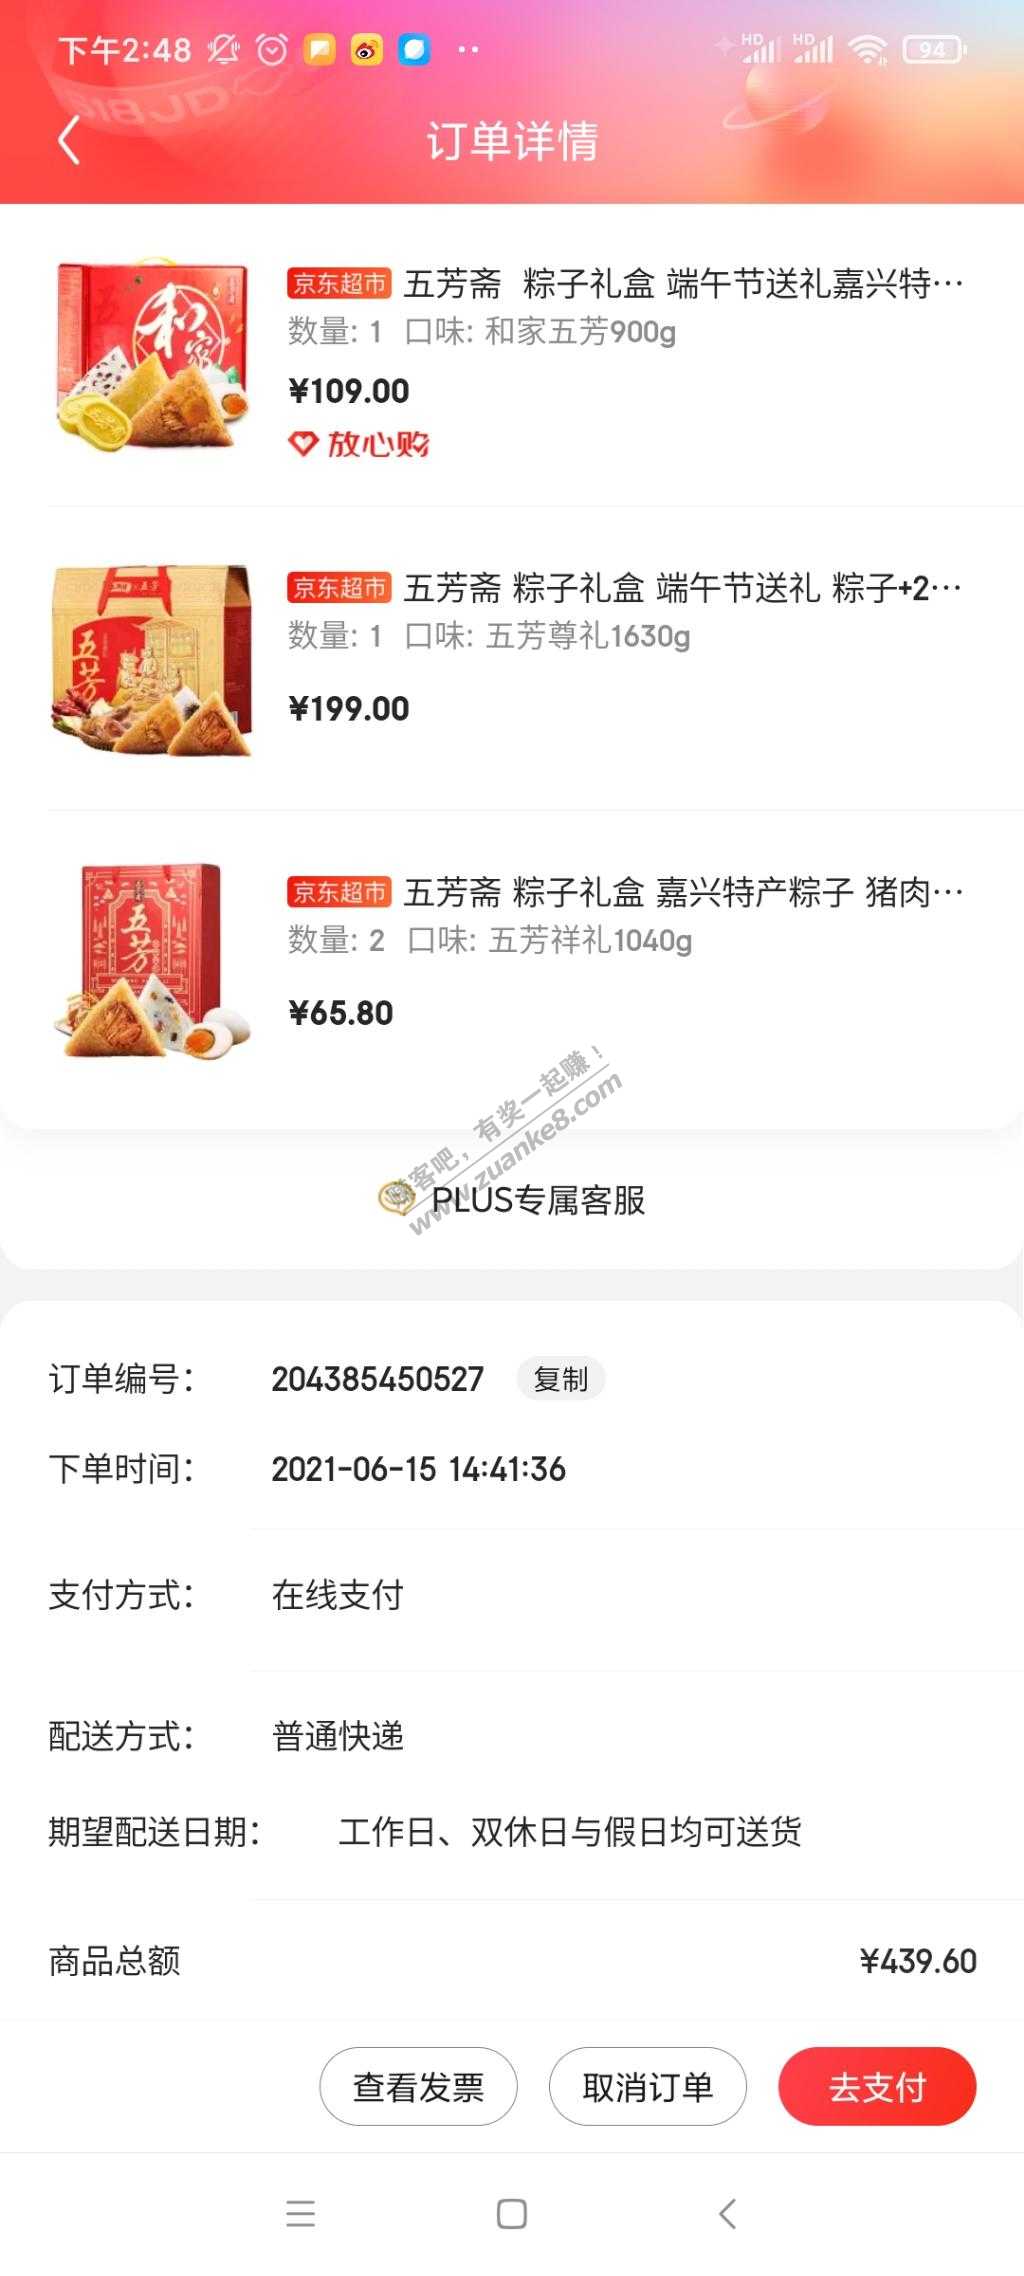 下午2:48
HD HD 94
618JD
订单详情
京东超市 五芳斋 粽子礼盒 端午节送礼嘉兴特…
数量: 1 口味: 和家五芳900g
¥109.00
放心购
京东超市 五芳斋 粽子礼盒 端午节送礼 粽子+2…
数量: 1 口味: 五芳尊礼1630g
¥199.00
京东超市 五芳斋 粽子礼盒 嘉兴特产粽子 猪肉…
数量: 2 口味: 五芳祥礼1040g
¥65.80
赚客吧，有奖一起赚！
www.zuanke8.com
PLUS专属客服
订单编号： 204385450527 复制
下单时间： 2021-06-15 14:41:36
支付方式： 在线支付
配送方式： 普通快递
期望配送日期： 工作日、双休日与假日均可送货
商品总额 ¥439.60
查看发票 取消订单 去支付
和家
五芳
五芳